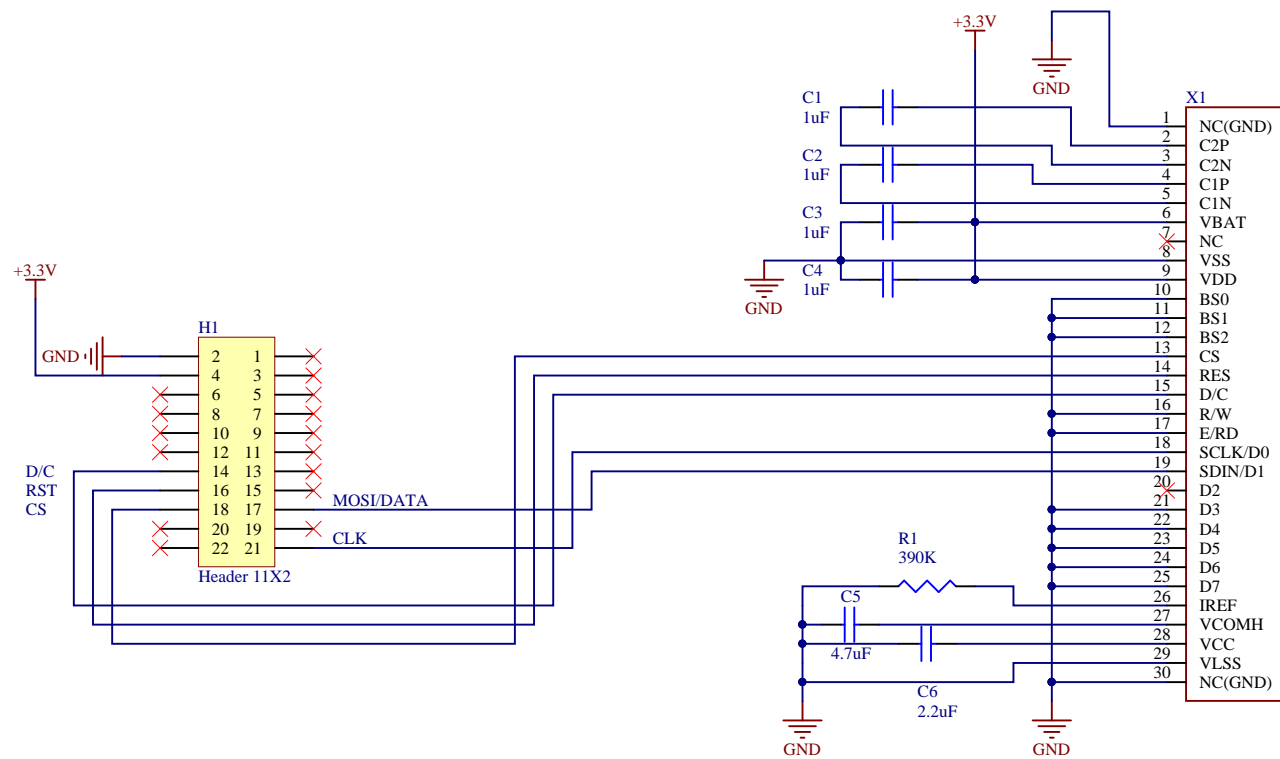 +3.3V
GND
C1
1uF
C2
1uF
C3
1uF
C4
1uF
GND
X1
1 NC(GND)
2 C2P
3 C2N
4 C1P
5 C1N
6 VBAT
7 NC
8 VSS
9 VDD
10 BS0
11 BS1
12 BS2
13 CS
14 RES
15 D/C
16 R/W
17 E/RD
18 SCLK/D0
19 SDIN/D1
20 D2
21 D3
22 D4
23 D5
24 D6
25 D7
26 IREF
27 VCOMH
28 VCC
29 VLSS
30 NC(GND)
+3.3V
GND
H1
2 1
4 3
6 5
8 7
10 9
12 11
14 13
16 15
18 17
20 19
22 21
Header 11X2
D/C
RST
CS
MOSI/DATA
CLK
R1
390K
C5
4.7uF
C6
2.2uF
GND
GND